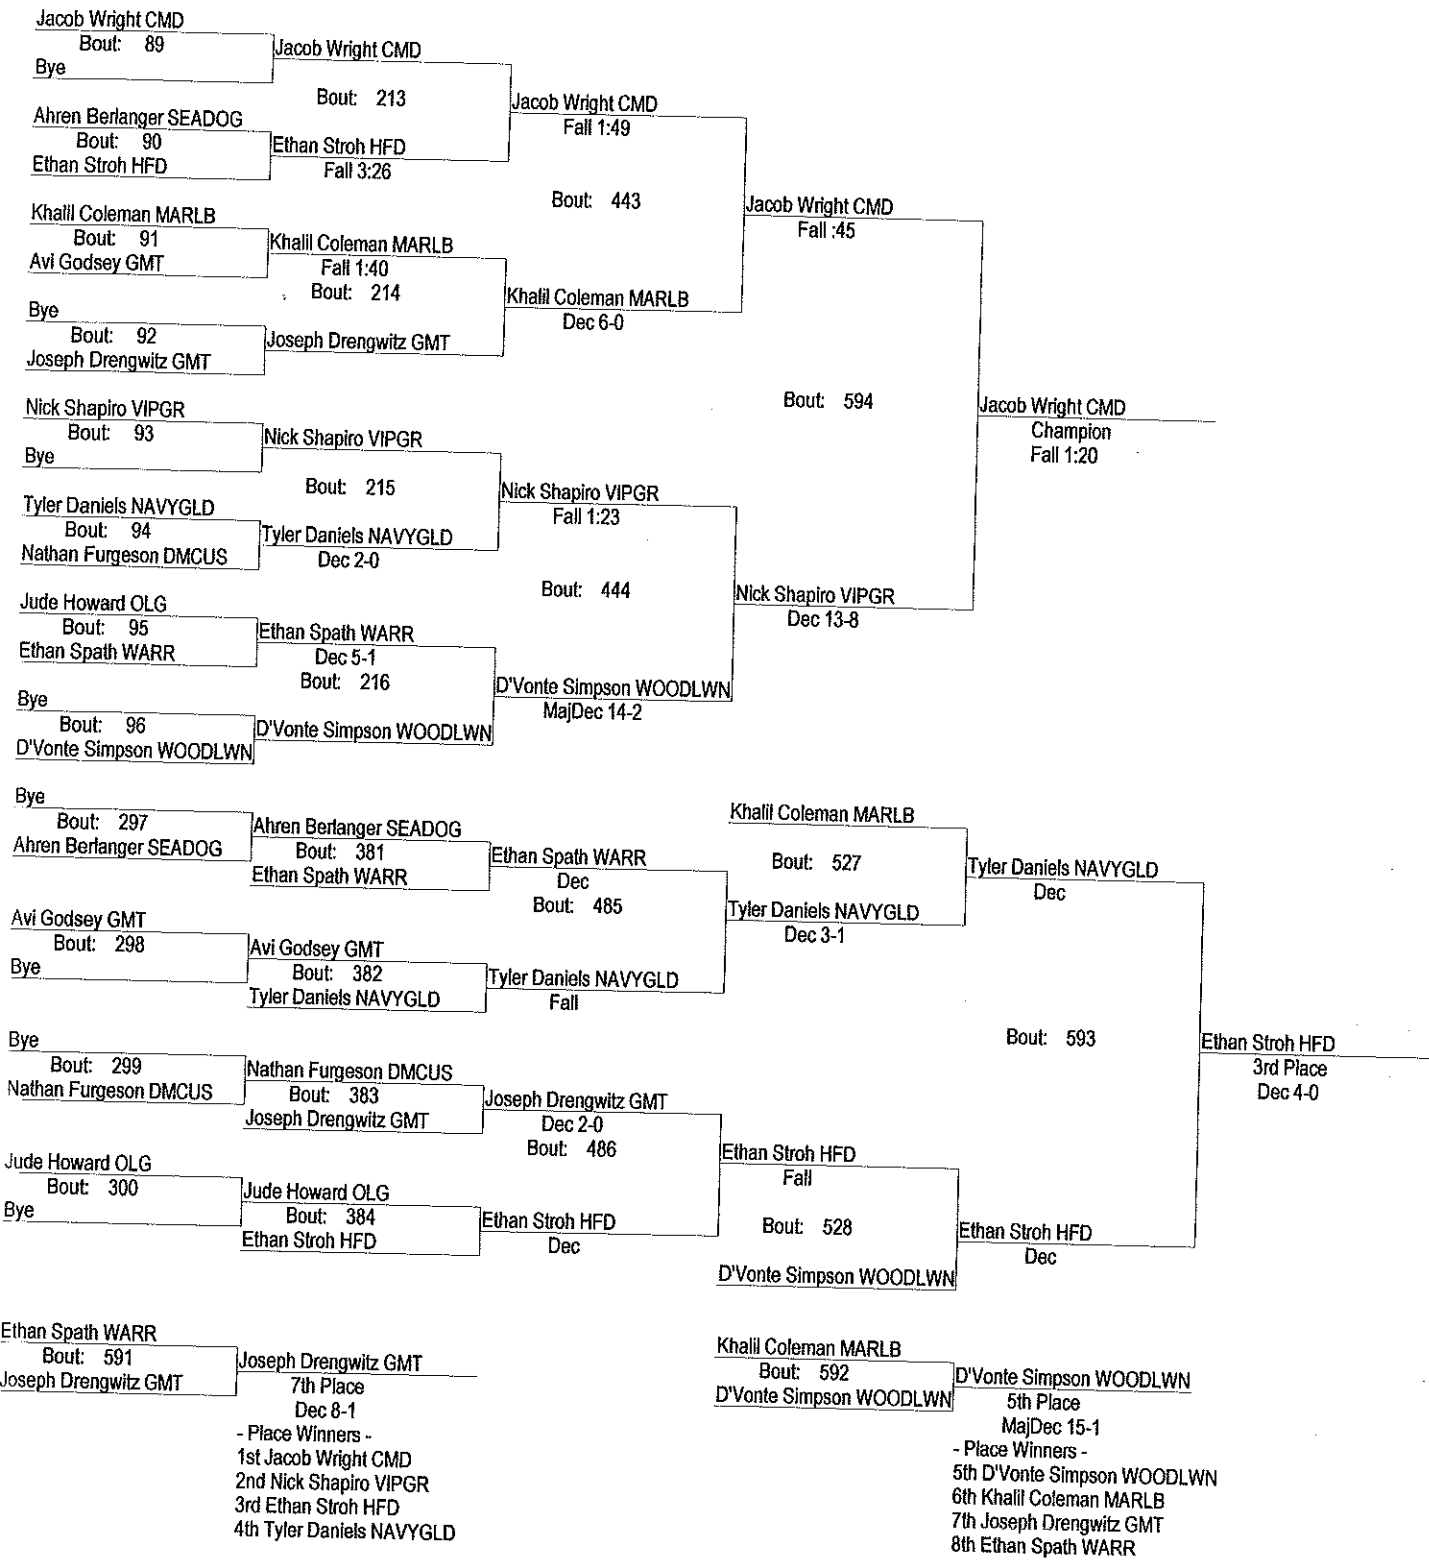 Jacob Wright CMD
Bout: 89
Bye
Jacob Wright CMD
Bout: 213
Ahren Berlanger SEADOG
Bout: 90
Ethan Stroh HFD
Ethan Stroh HFD
Fall 3:26
Jacob Wright CMD
Fall 1:49
Bout: 443
Khalil Coleman MARLB
Bout: 91
Avi Godsey GMT
Khalil Coleman MARLB
Fall 1:40
Bout: 214
Bye
Bout: 92
Joseph Drengwitz GMT
Joseph Drengwitz GMT
Khalil Coleman MARLB
Dec 6-0
Jacob Wright CMD
Fall :45
Bout: 594
Nick Shapiro VIPGR
Bout: 93
Bye
Nick Shapiro VIPGR
Bout: 215
Tyler Daniels NAVYGLD
Bout: 94
Nathan Furgeson DMCUS
Tyler Daniels NAVYGLD
Dec 2-0
Nick Shapiro VIPGR
Fall 1:23
Bout: 444
Jude Howard OLG
Bout: 95
Ethan Spath WARR
Ethan Spath WARR
Dec 5-1
Bout: 216
Bye
Bout: 96
D'Vonte Simpson WOODLWN
D'Vonte Simpson WOODLWN
D'Vonte Simpson WOODLWN
MajDec 14-2
Nick Shapiro VIPGR
Dec 13-8
Jacob Wright CMD
Champion
Fall 1:20
Bye
Bout: 297
Ahren Berlanger SEADOG
Ahren Berlanger SEADOG
Bout: 381
Ethan Spath WARR
Ethan Spath WARR
Dec
Bout: 485
Avi Godsey GMT
Bout: 298
Bye
Avi Godsey GMT
Bout: 382
Tyler Daniels NAVYGLD
Tyler Daniels NAVYGLD
Fall
Khalil Coleman MARLB
Bout: 527
Tyler Daniels NAVYGLD
Dec 3-1
Tyler Daniels NAVYGLD
Dec
Bout: 593
Bye
Bout: 299
Nathan Furgeson DMCUS
Nathan Furgeson DMCUS
Bout: 383
Joseph Drengwitz GMT
Joseph Drengwitz GMT
Dec 2-0
Bout: 486
Jude Howard OLG
Bout: 300
Bye
Jude Howard OLG
Bout: 384
Ethan Stroh HFD
Ethan Stroh HFD
Dec
Ethan Stroh HFD
Fall
Bout: 528
D'Vonte Simpson WOODLWN
Ethan Stroh HFD
Dec
Ethan Stroh HFD
3rd Place
Dec 4-0
Ethan Spath WARR
Bout: 591
Joseph Drengwitz GMT
Joseph Drengwitz GMT
7th Place
Dec 8-1
- Place Winners -
1st Jacob Wright CMD
2nd Nick Shapiro VIPGR
3rd Ethan Stroh HFD
4th Tyler Daniels NAVYGLD
Khalil Coleman MARLB
Bout: 592
D'Vonte Simpson WOODLWN
D'Vonte Simpson WOODLWN
5th Place
MajDec 15-1
- Place Winners -
5th D'Vonte Simpson WOODLWN
6th Khalil Coleman MARLB
7th Joseph Drengwitz GMT
8th Ethan Spath WARR